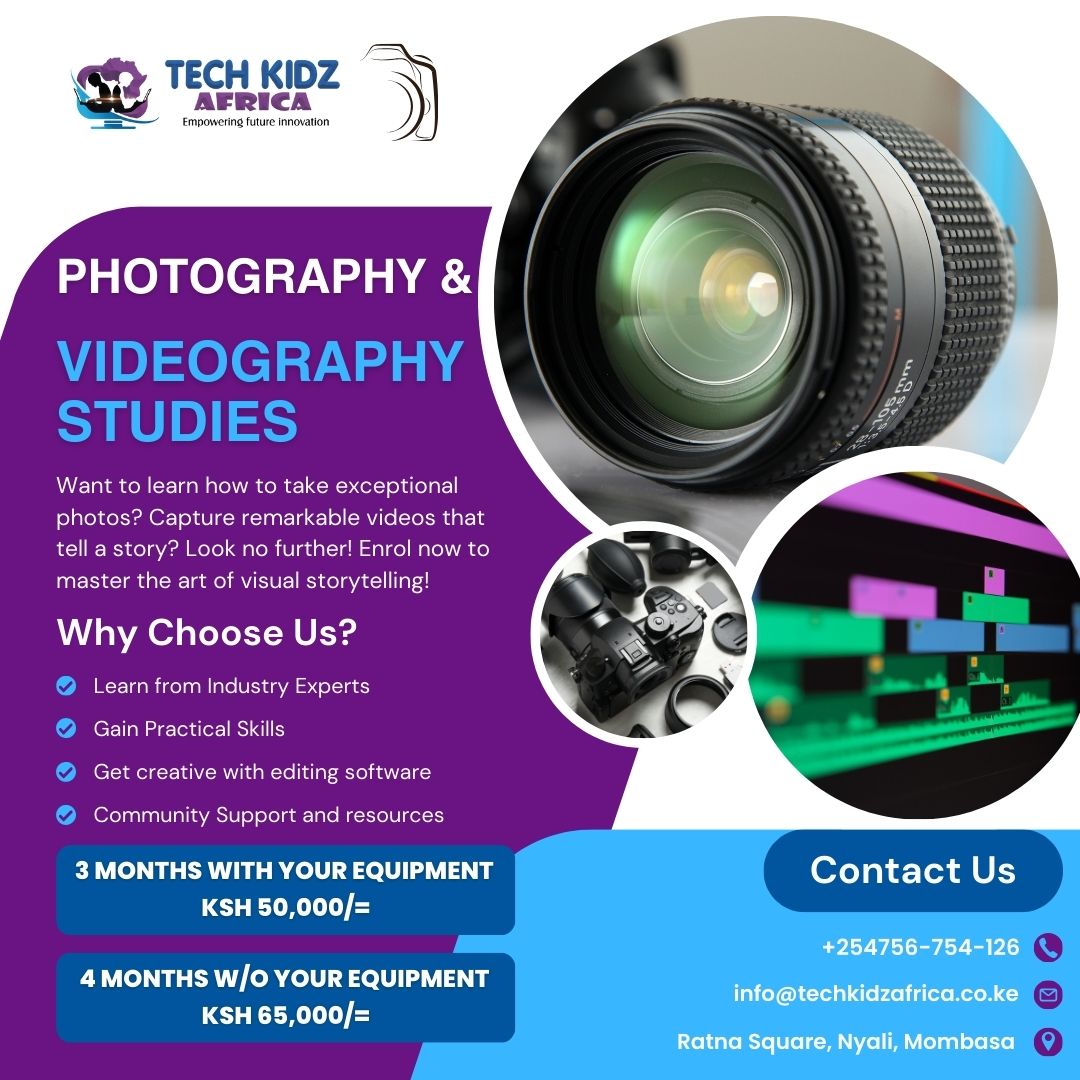 TECH KIDZ
AFRICA
Empowering future innovation
PHOTOGRAPHY &
VIDEOGRAPHY
STUDIES
Want to learn how to take exceptional
photos? Capture remarkable videos that
tell a story? Look no further! Enrol now to
master the art of visual storytelling!
Why Choose Us?
Learn from Industry Experts
Gain Practical Skills
Get creative with editing software
Community Support and resources
3 MONTHS WITH YOUR EQUIPMENT
KSH 50,000/=
4 MONTHS W/O YOUR EQUIPMENT
KSH 65,000/=
Contact Us
+254756-754-126
info@techkidzafrica.co.ke
Ratna Square, Nyali, Mombasa